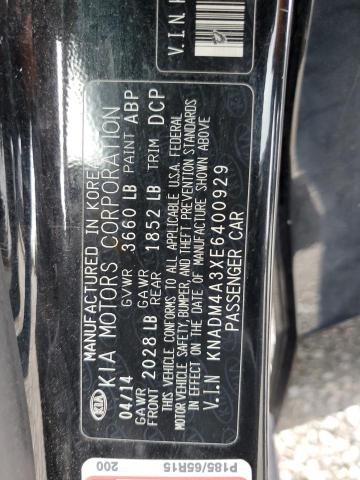 MANUFACTURED IN KOREA
KIA KIA MOTORS CORPORATION
04/14 GVWR 3660 LB PAINT ABP
GAWR FRONT 2028 LB GAWR REAR 1852 LB TRIM DCP
THIS VEHICLE CONFORMS TO ALL APPLICABLE U.S.A. FEDERAL
MOTOR VEHICLE SAFETY, BUMPER, AND THEFT PREVENTION STANDARDS
IN EFFECT ON THE DATE OF MANUFACTURE SHOWN ABOVE
V.I.N KNADM4A3XE6400929
PASSENGER CAR
V.I.N
P185/65R15
200